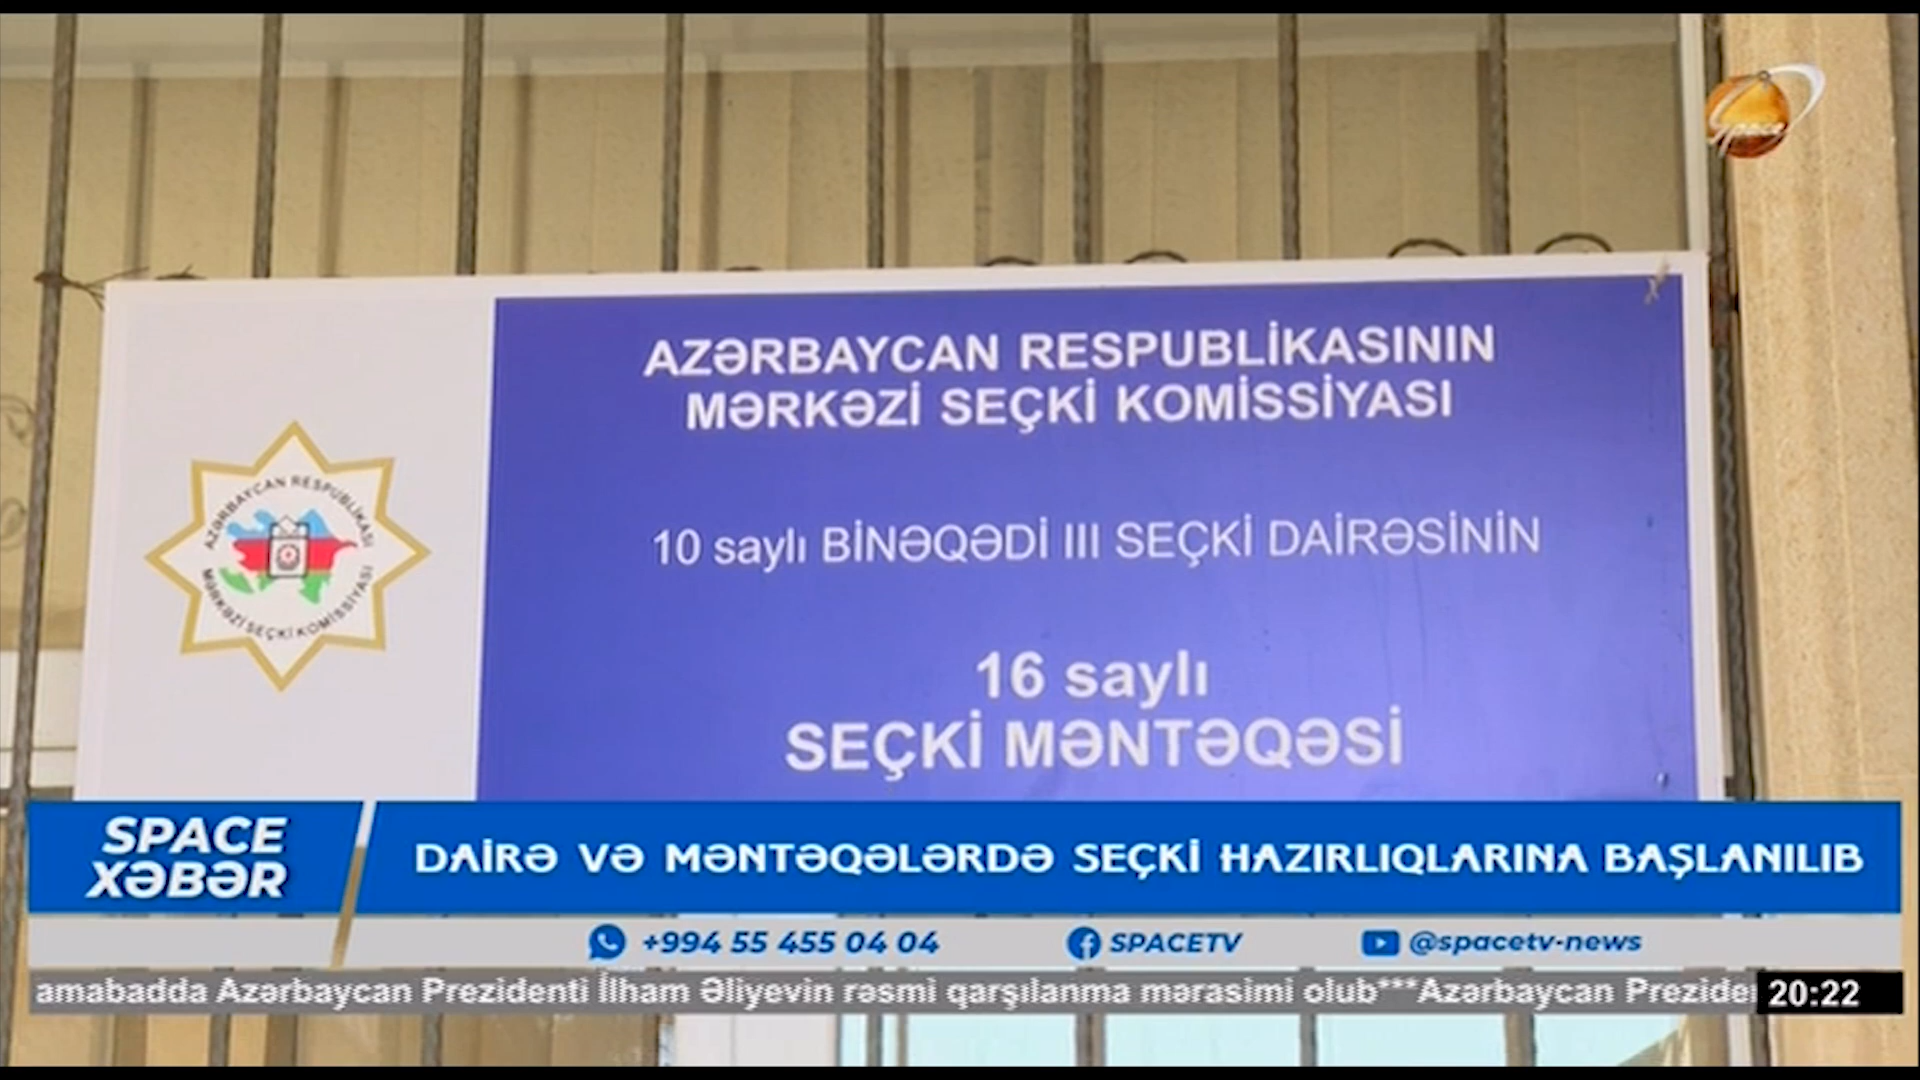 Space
AZƏRBAYCAN RESPUBLİKASININ
MƏRKƏZİ SEÇKİ KOMİSSİYASI
10 saylı BİNƏQƏDİ III SEÇKİ DAİRƏSİNİN
16 saylı
SEÇKİ MƏNTƏQƏSİ
AZƏRBAYCAN RESPUBLİKASI
MƏRKƏZİ SEÇKİ KOMİSSİYASI
SPACE
XƏBƏR
DAİRƏ VƏ MƏNTƏQƏLƏRDƏ SEÇKİ HAZIRLIQLARINA BAŞLANILIB
+994 55 455 04 04
SPACETV
@spacetv-news
amabadda Azərbaycan Prezidenti İlham Əliyevin rəsmi qarşılanma mərasimi olub***Azərbaycan Prezider
20:22